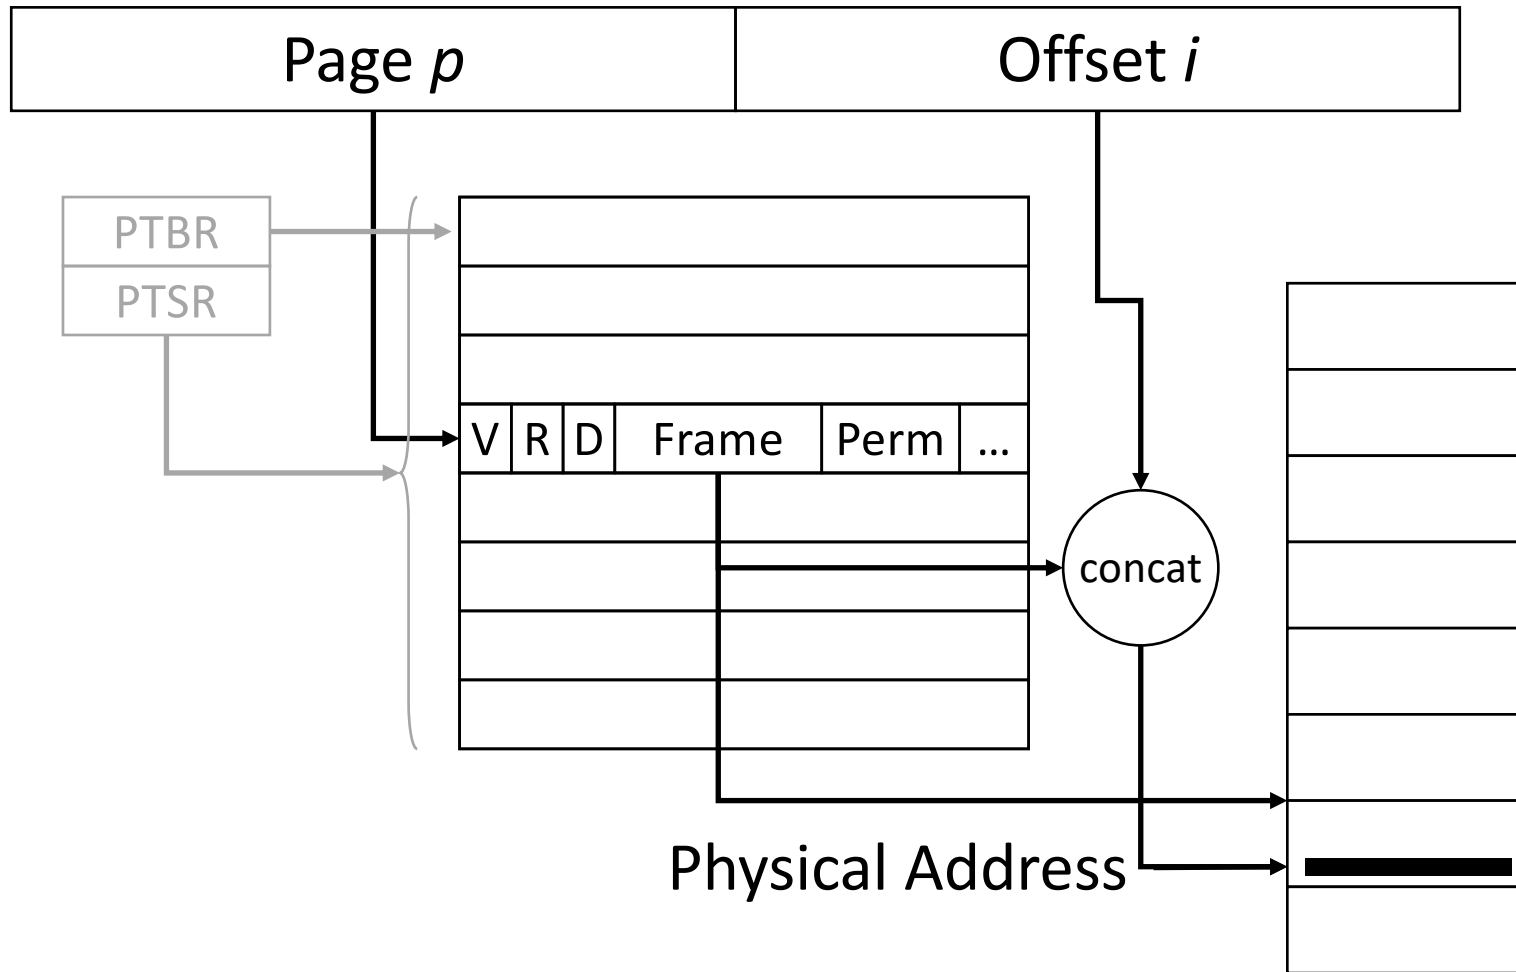 Page p
Offset i
PTBR
PTSR
V R D Frame Perm ...
concat
Physical Address